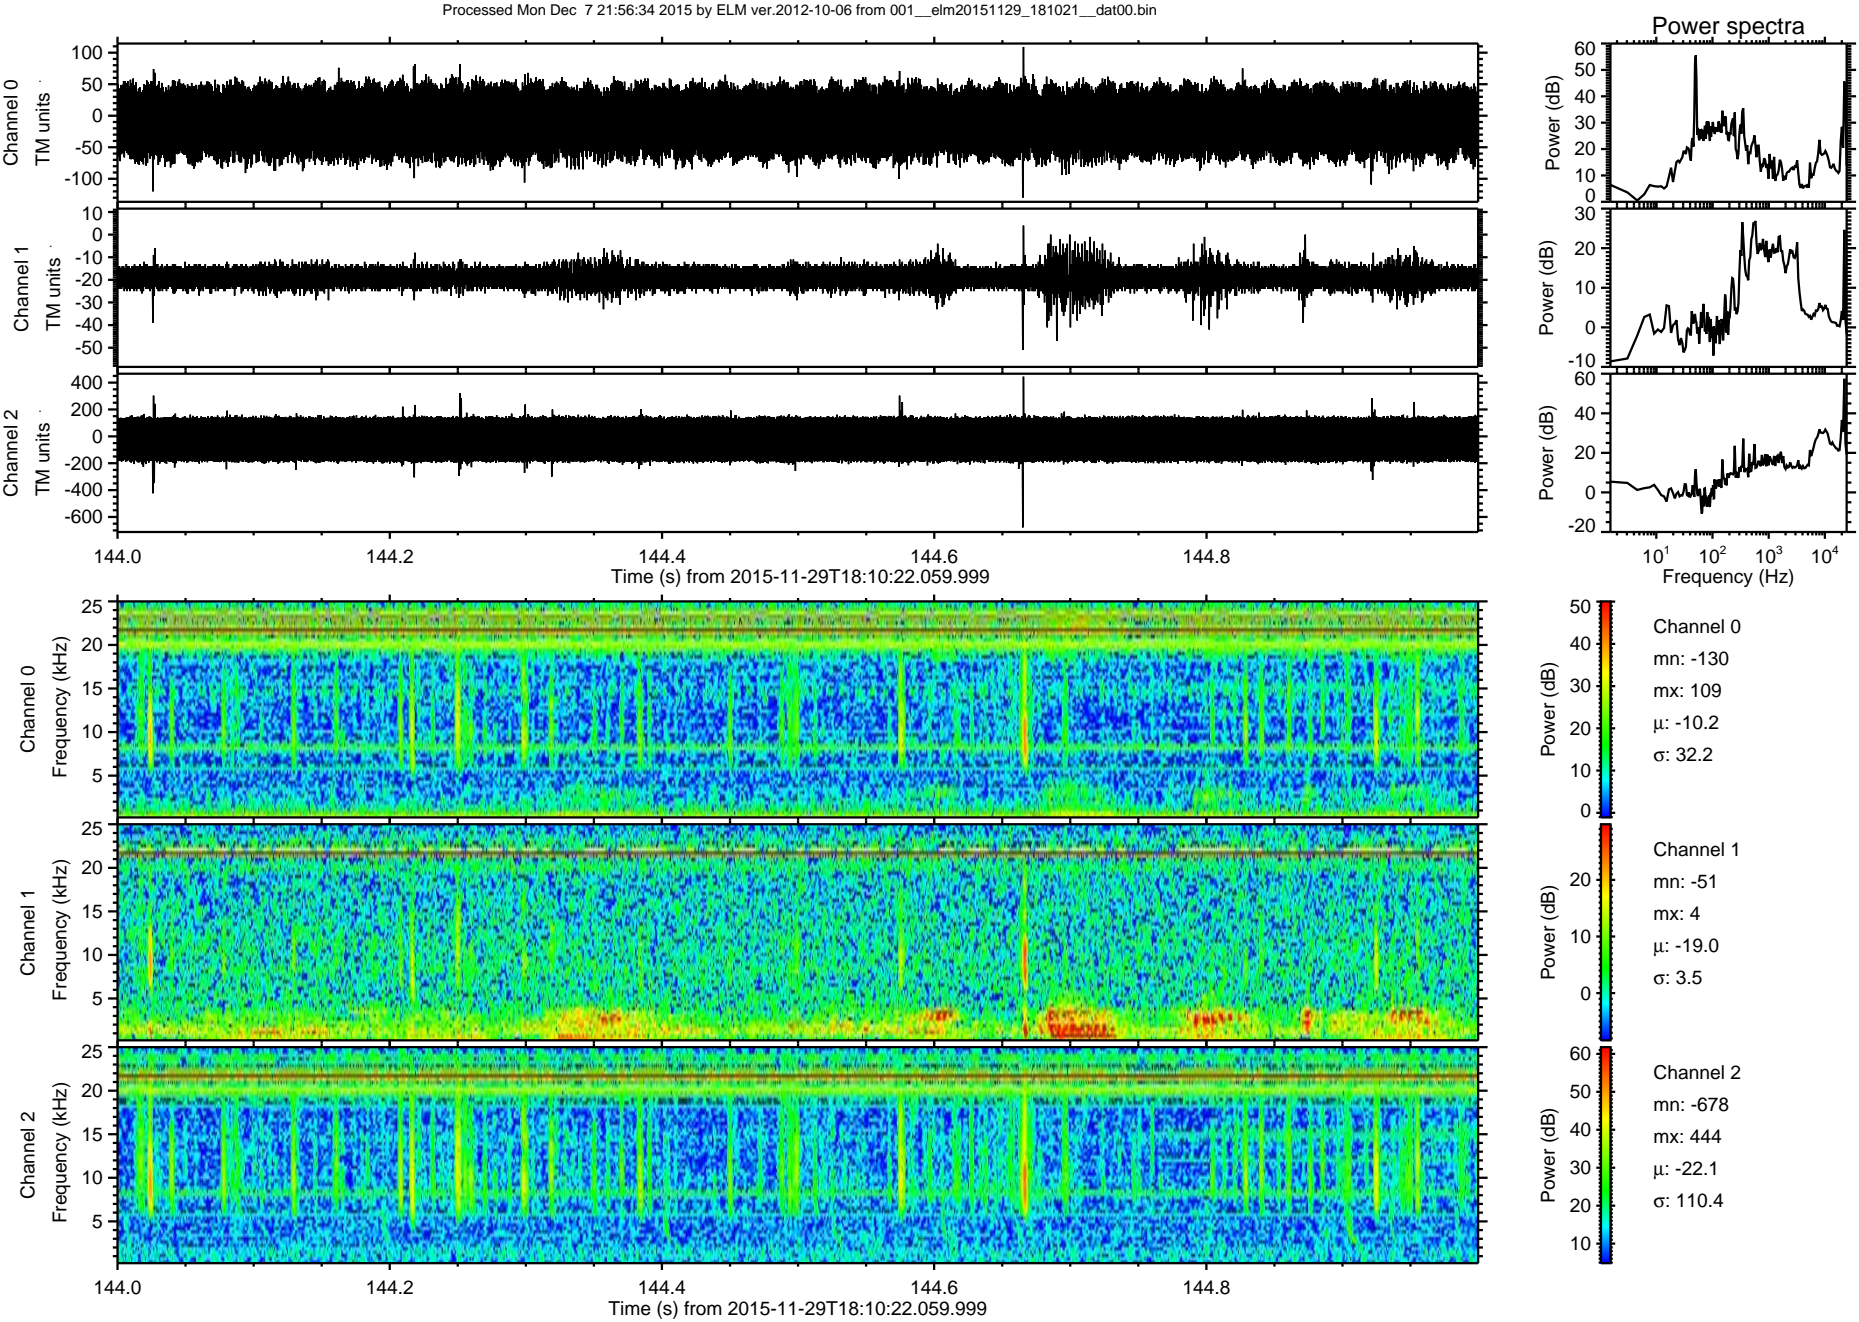 Processed Mon Dec  7 21:56:34 2015 by ELM ver.2012-10-06 from 001__elm20151129_181021__dat00.bin
Power spectra
Channel 0
TM units
100
50
0
-50
-100
Power (dB)
60
50
40
30
20
10
0
Channel 1
TM units
10
0
-10
-20
-30
-40
-50
Power (dB)
30
20
10
0
-10
Channel 2
TM units
400
200
0
-200
-400
-600
Power (dB)
60
40
20
0
-20
144.0 144.2 144.4 144.6 144.8
Time (s) from 2015-11-29T18:10:22.059.999
10¹ 10² 10³ 10⁴
Frequency (Hz)
Channel 0
Frequency (kHz)
25
20
15
10
5
Power (dB)
50
40
30
20
10
0
Channel 0
mn: -130
mx: 109
µ: -10.2
σ: 32.2
Channel 1
Frequency (kHz)
25
20
15
10
5
Power (dB)
20
10
0
Channel 1
mn: -51
mx: 4
µ: -19.0
σ: 3.5
Channel 2
Frequency (kHz)
25
20
15
10
5
Power (dB)
60
50
40
30
20
10
Channel 2
mn: -678
mx: 444
µ: -22.1
σ: 110.4
144.0 144.2 144.4 144.6 144.8
Time (s) from 2015-11-29T18:10:22.059.999